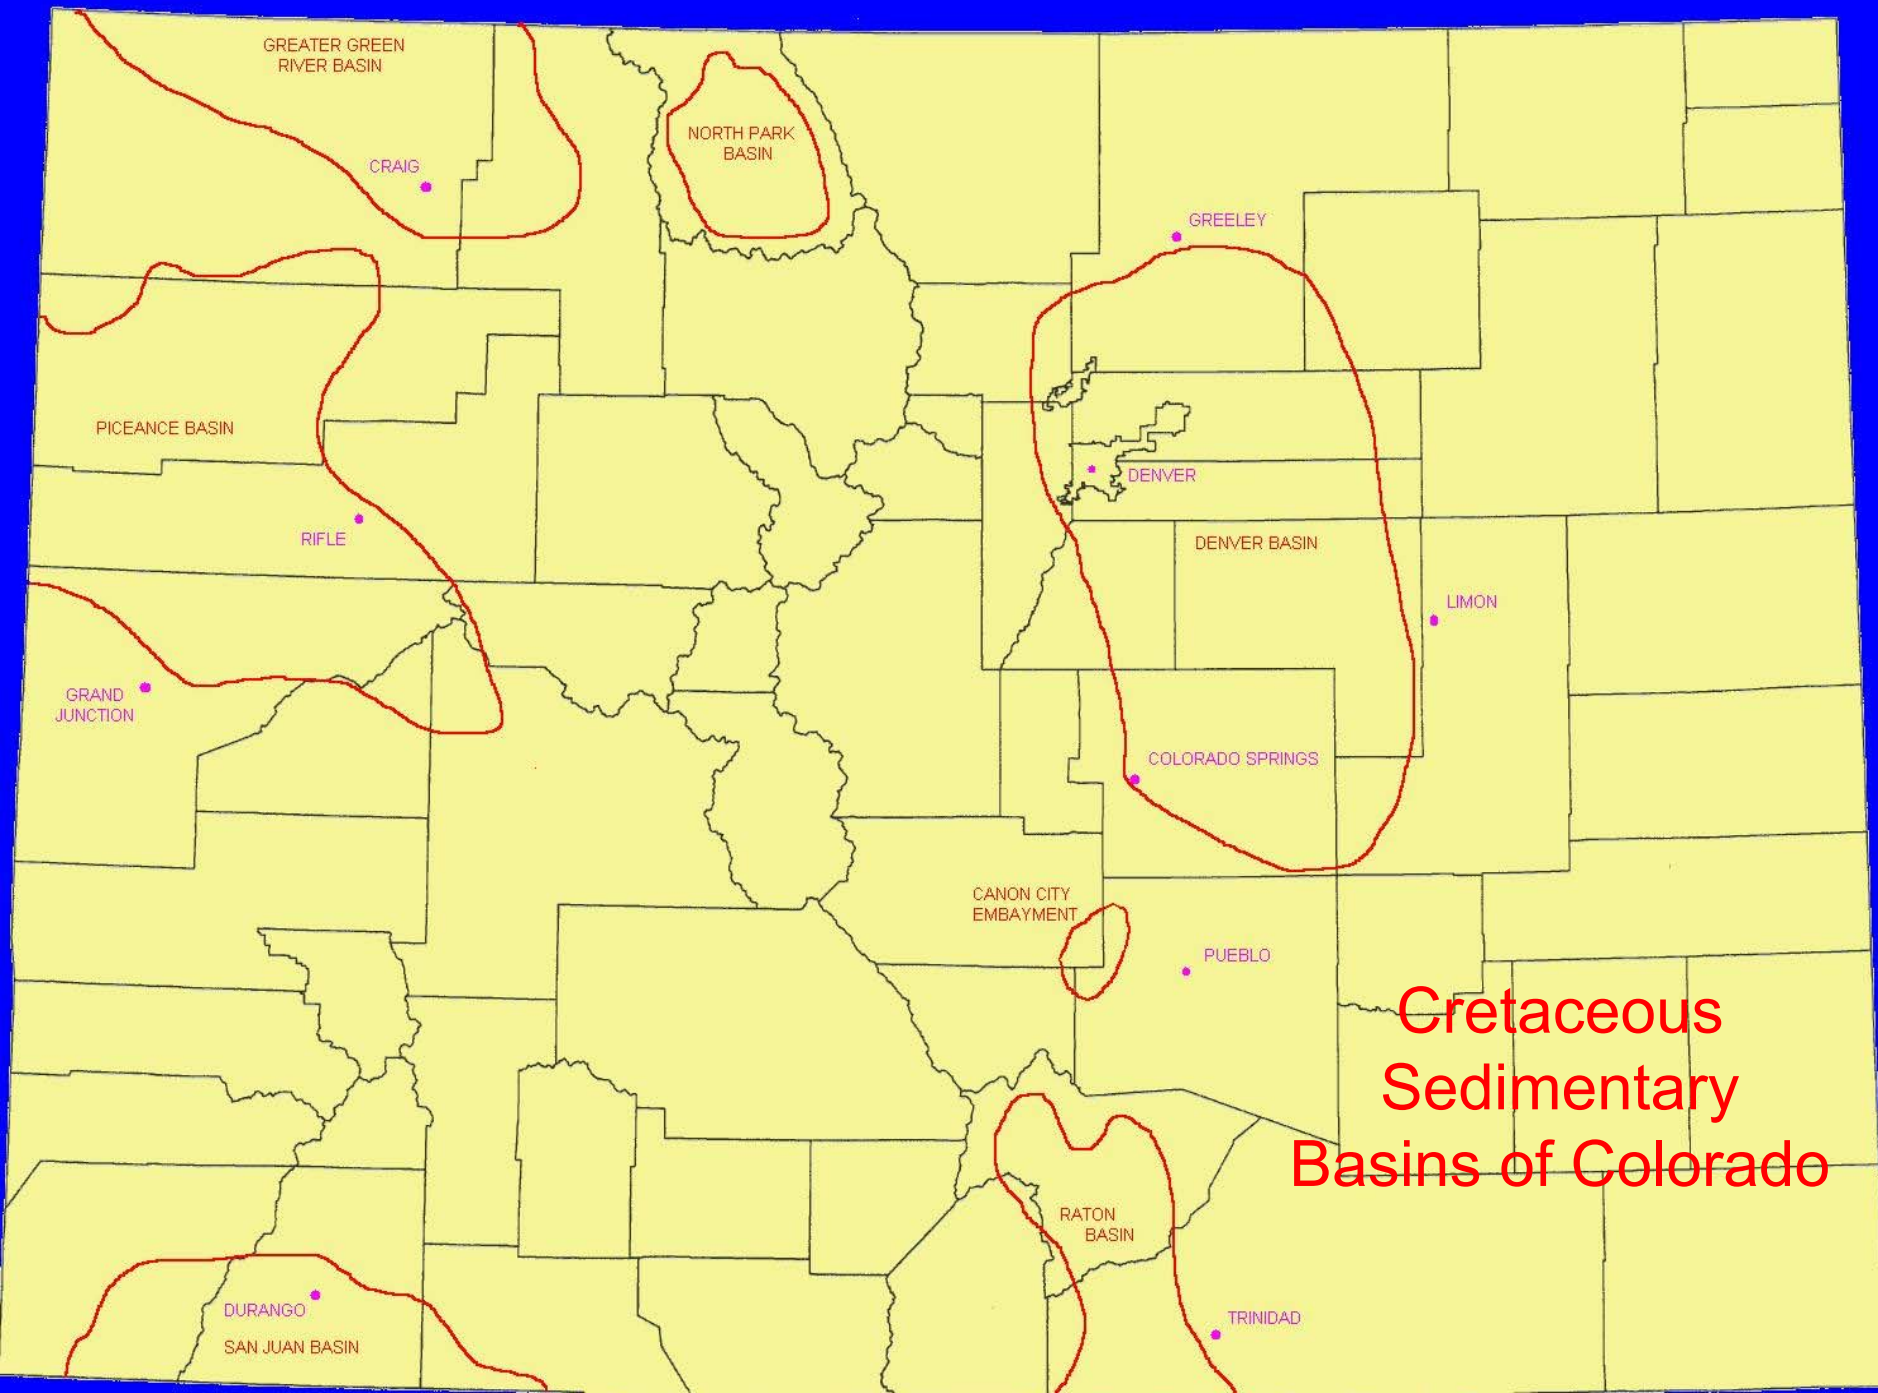 GREATER GREEN
RIVER BASIN
NORTH PARK
BASIN
CRAIG
GREELEY
PICEANCE BASIN
DENVER
RIFLE
DENVER BASIN
LIMON
GRAND
JUNCTION
COLORADO SPRINGS
CANON CITY
EMBAYMENT
PUEBLO
Cretaceous
Sedimentary
Basins of Colorado
RATON
BASIN
DURANGO
TRINIDAD
SAN JUAN BASIN